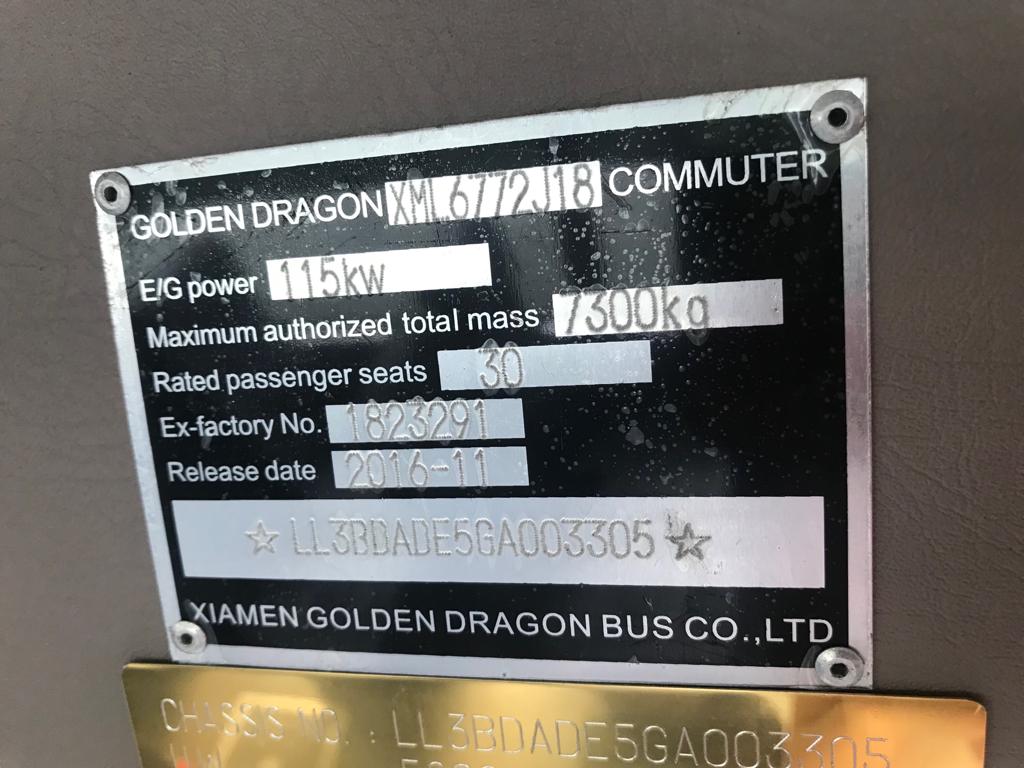 GOLDEN DRAGON XML6772J18 COMMUTER
E/G power 115kw
Maximum authorized total mass 7300kg
Rated passenger seats 30
Ex-factory No. 1823291
Release date 2016-11
☆ LL3BDADE5GA003305 ☆
XIAMEN GOLDEN DRAGON BUS CO.,LTD
CHASSIS NO. : LL3BDADE5GA003305